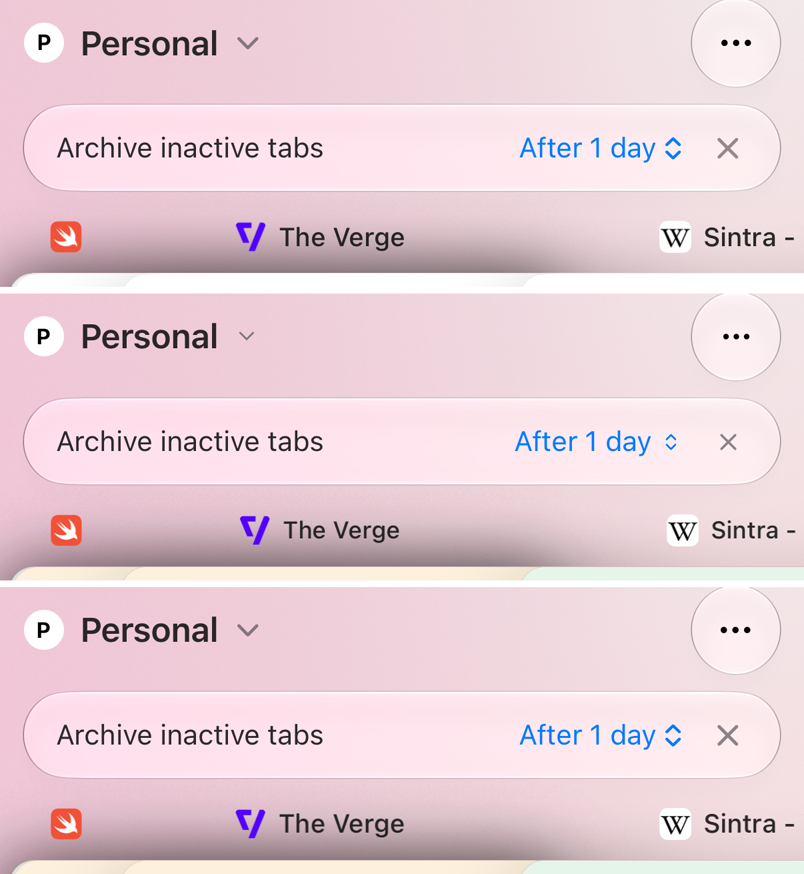 P Personal
Archive inactive tabs After 1 day
The Verge W Sintra -
P Personal
Archive inactive tabs After 1 day
The Verge W Sintra -
P Personal
Archive inactive tabs After 1 day
The Verge W Sintra -